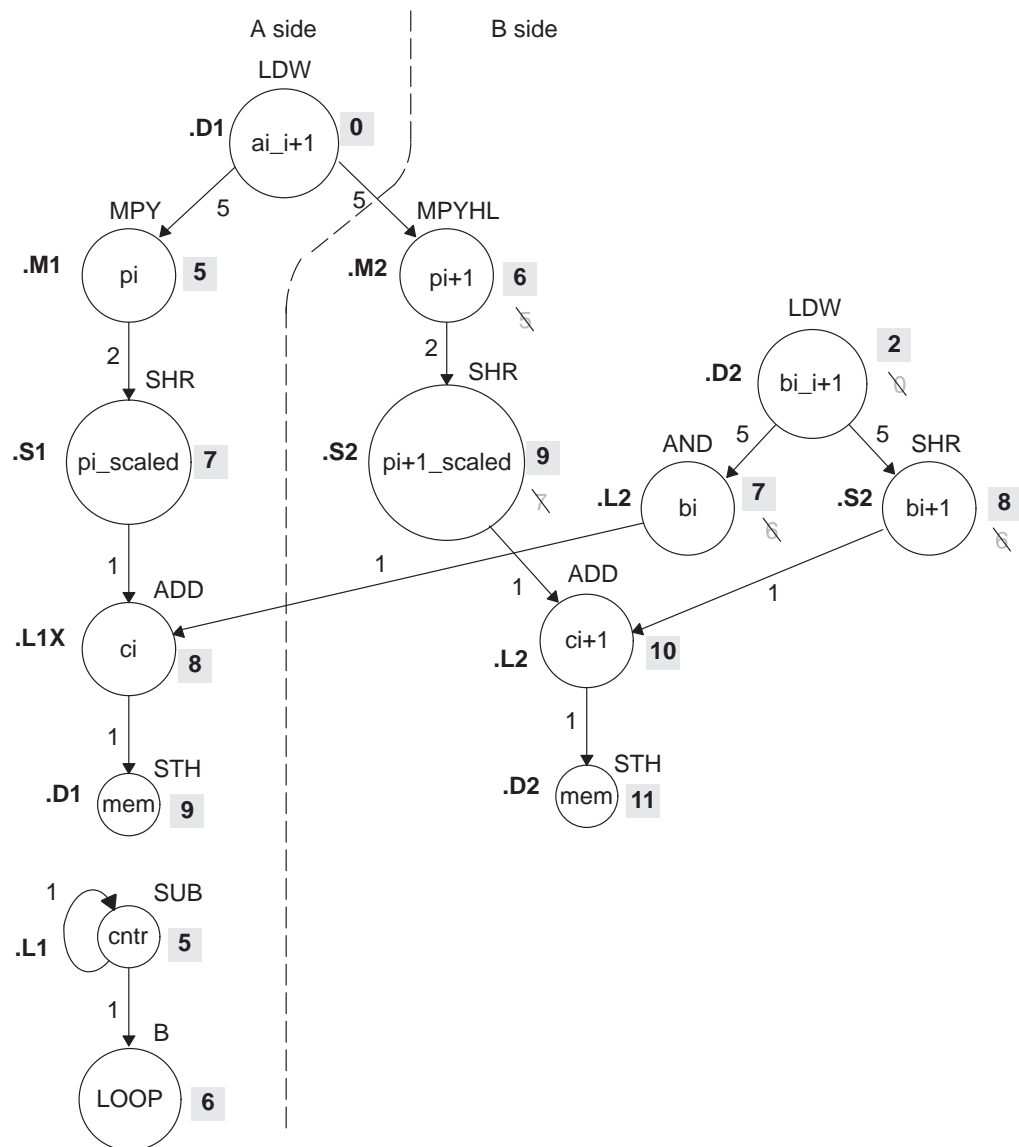 A side B side
LDW
.D1 ai_i+1 0
5 5
MPY MPYHL
.M1 pi 5 .M2 pi+1 6
5
LDW
.D2 bi_i+1 2
0
2 2
SHR SHR
5 5
AND SHR
.S1 pi_scaled 7 .S2 pi+1_scaled 9
7
.L2 bi 7 .S2 bi+1 8
6 6
1 1 1 1
ADD ADD
.L1X ci 8 .L2 ci+1 10
1 1
STH STH
.D1 mem 9 .D2 mem 11
1 SUB
.L1 cntr 5
1
B
LOOP 6